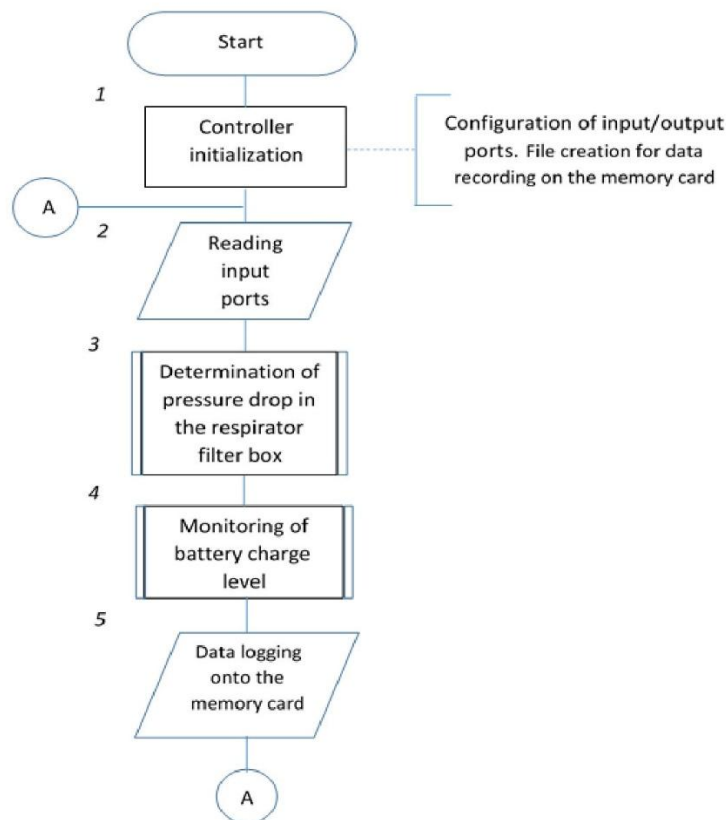 Start
1
Controller
initialization
Configuration of input/output
ports. File creation for data
recording on the memory card
A
2
Reading
input
ports
3
Determination of
pressure drop in
the respirator
filter box
4
Monitoring of
battery charge
level
5
Data logging
onto the
memory card
A